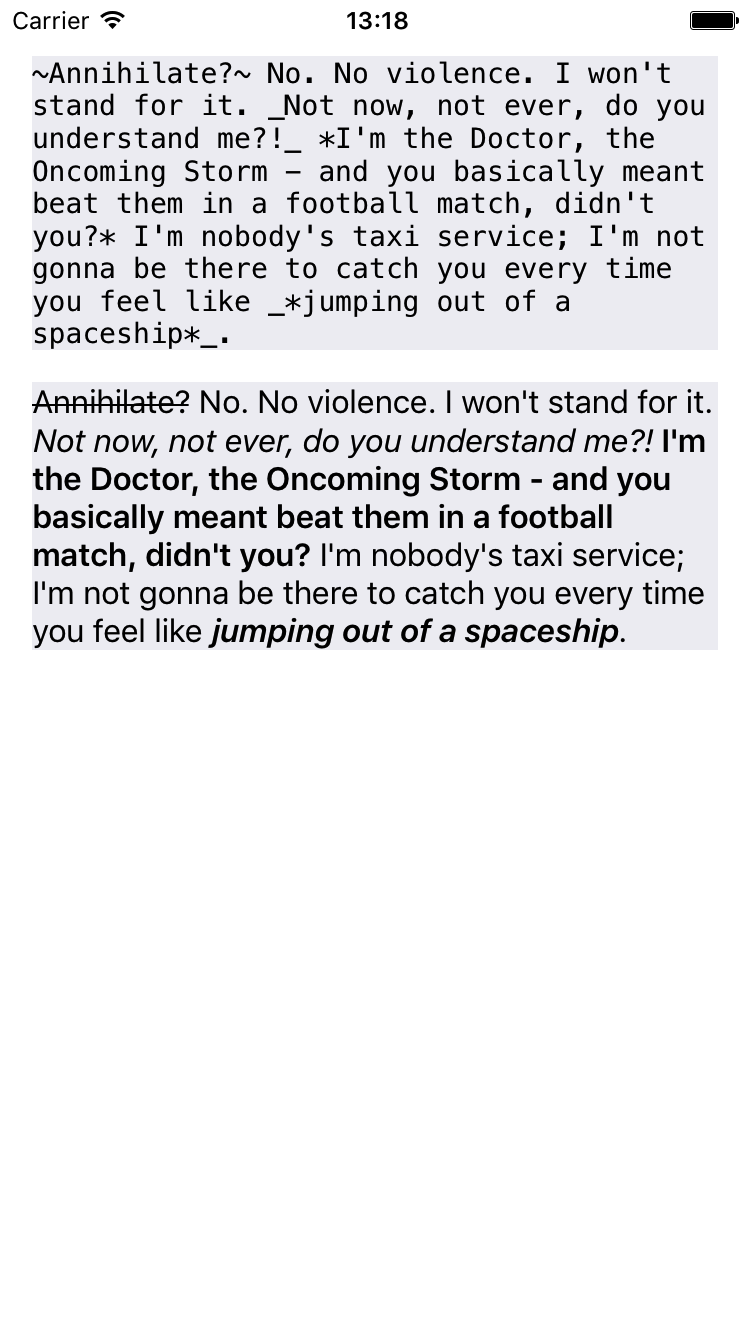 Carrier 13:18
~Annihilate?~ No. No violence. I won't
stand for it. _Not now, not ever, do you
understand me?!_ *I'm the Doctor, the
Oncoming Storm - and you basically meant
beat them in a football match, didn't
you?* I'm nobody's taxi service; I'm not
gonna be there to catch you every time
you feel like _*jumping out of a
spaceship*_.
Annihilate? No. No violence. I won't stand for it.
Not now, not ever, do you understand me?! I'm
the Doctor, the Oncoming Storm - and you
basically meant beat them in a football
match, didn't you? I'm nobody's taxi service;
I'm not gonna be there to catch you every time
you feel like jumping out of a spaceship.